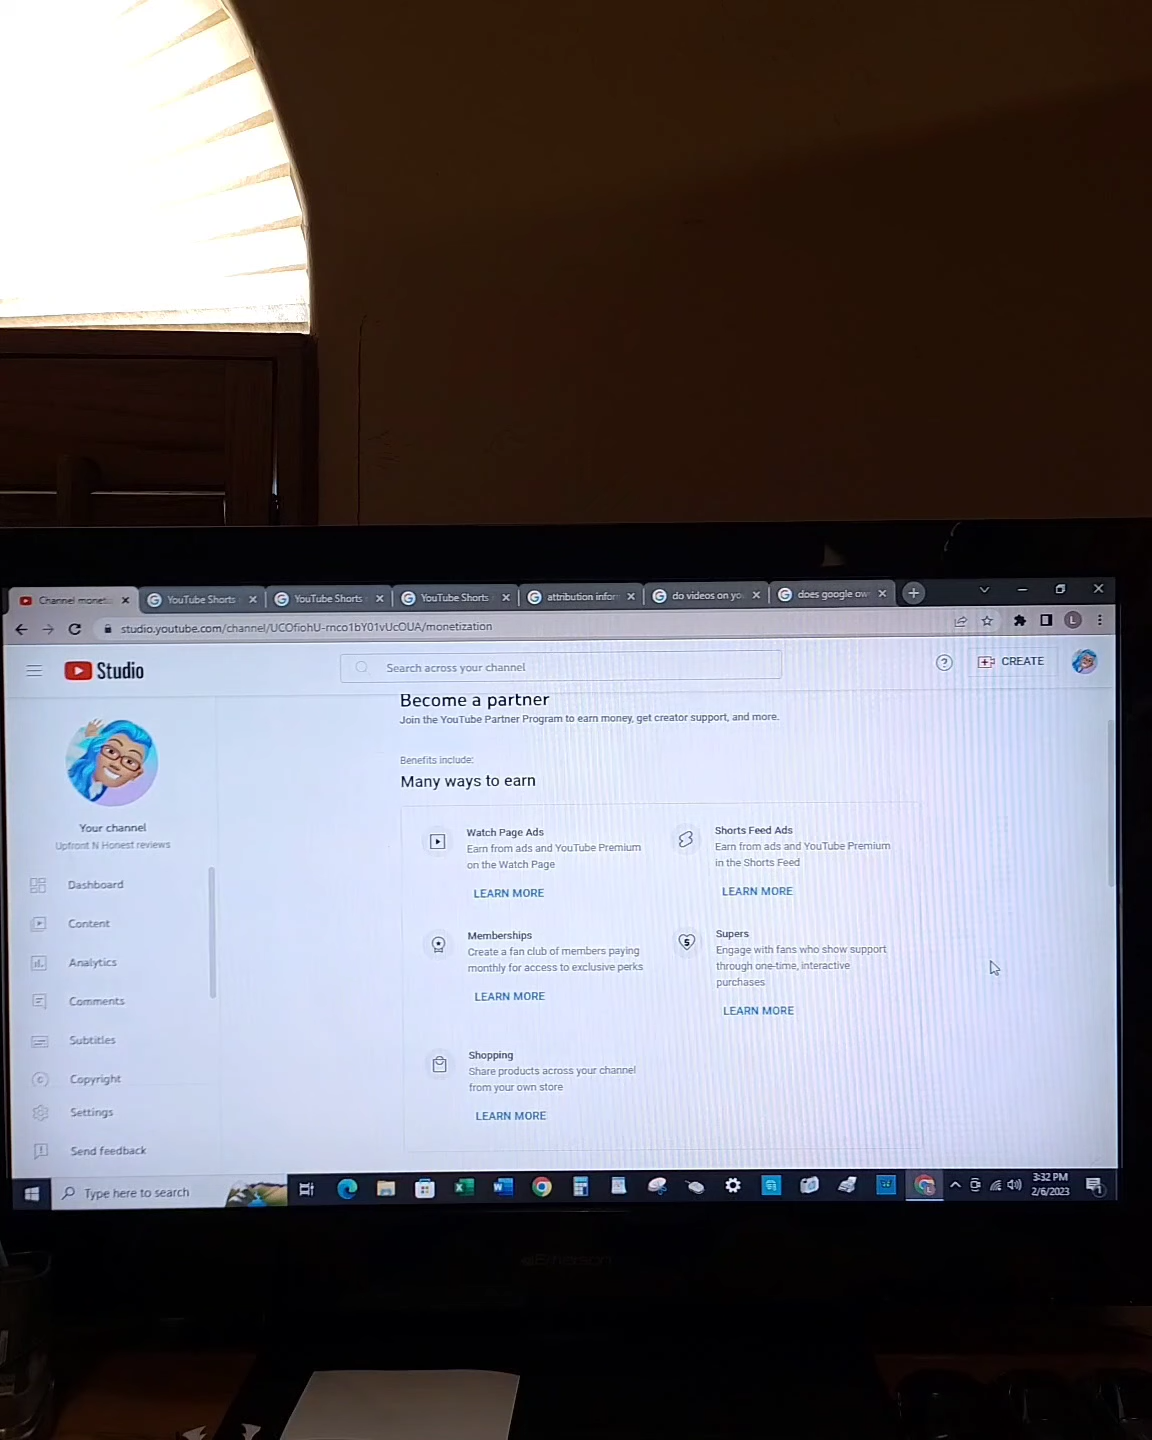 Channel monet
YouTube Shorts
YouTube Shorts
YouTube Shorts
attribution infor
do videos on yo
does google ow
studio.youtube.com/channel/UCOfiohU-rnco1bY01vUcOUA/monetization
L
Studio
Search across your channel
CREATE
Become a partner
Join the YouTube Partner Program to earn money, get creator support, and more.
Benefits include:
Many ways to earn
Your channel
Upfront N Honest reviews
Dashboard
Content
Analytics
Comments
Subtitles
Copyright
Settings
Send feedback
Watch Page Ads
Earn from ads and YouTube Premium
on the Watch Page
LEARN MORE
Shorts Feed Ads
Earn from ads and YouTube Premium
in the Shorts Feed
LEARN MORE
Memberships
Create a fan club of members paying
monthly for access to exclusive perks
LEARN MORE
Supers
Engage with fans who show support
through one-time, interactive
purchases
LEARN MORE
Shopping
Share products across your channel
from your own store
LEARN MORE
Type here to search
3:32 PM
2/6/2023